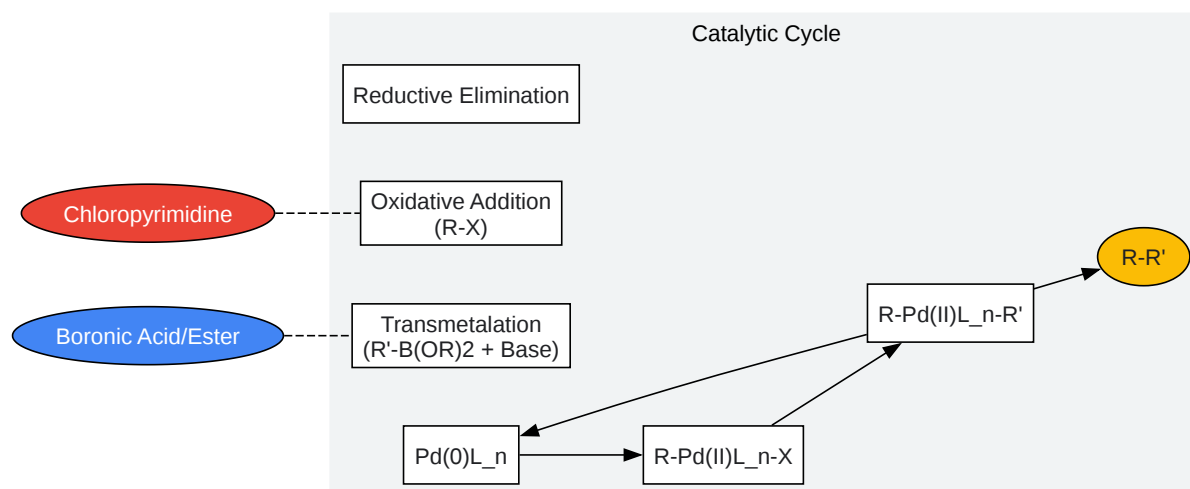 Catalytic Cycle
Reductive Elimination
Chloropyrimidine
Oxidative Addition
(R-X)
R-R'
Boronic Acid/Ester
Transmetalation
(R'-B(OR)2 + Base)
R-Pd(II)L_n-R'
Pd(0)L_n
R-Pd(II)L_n-X